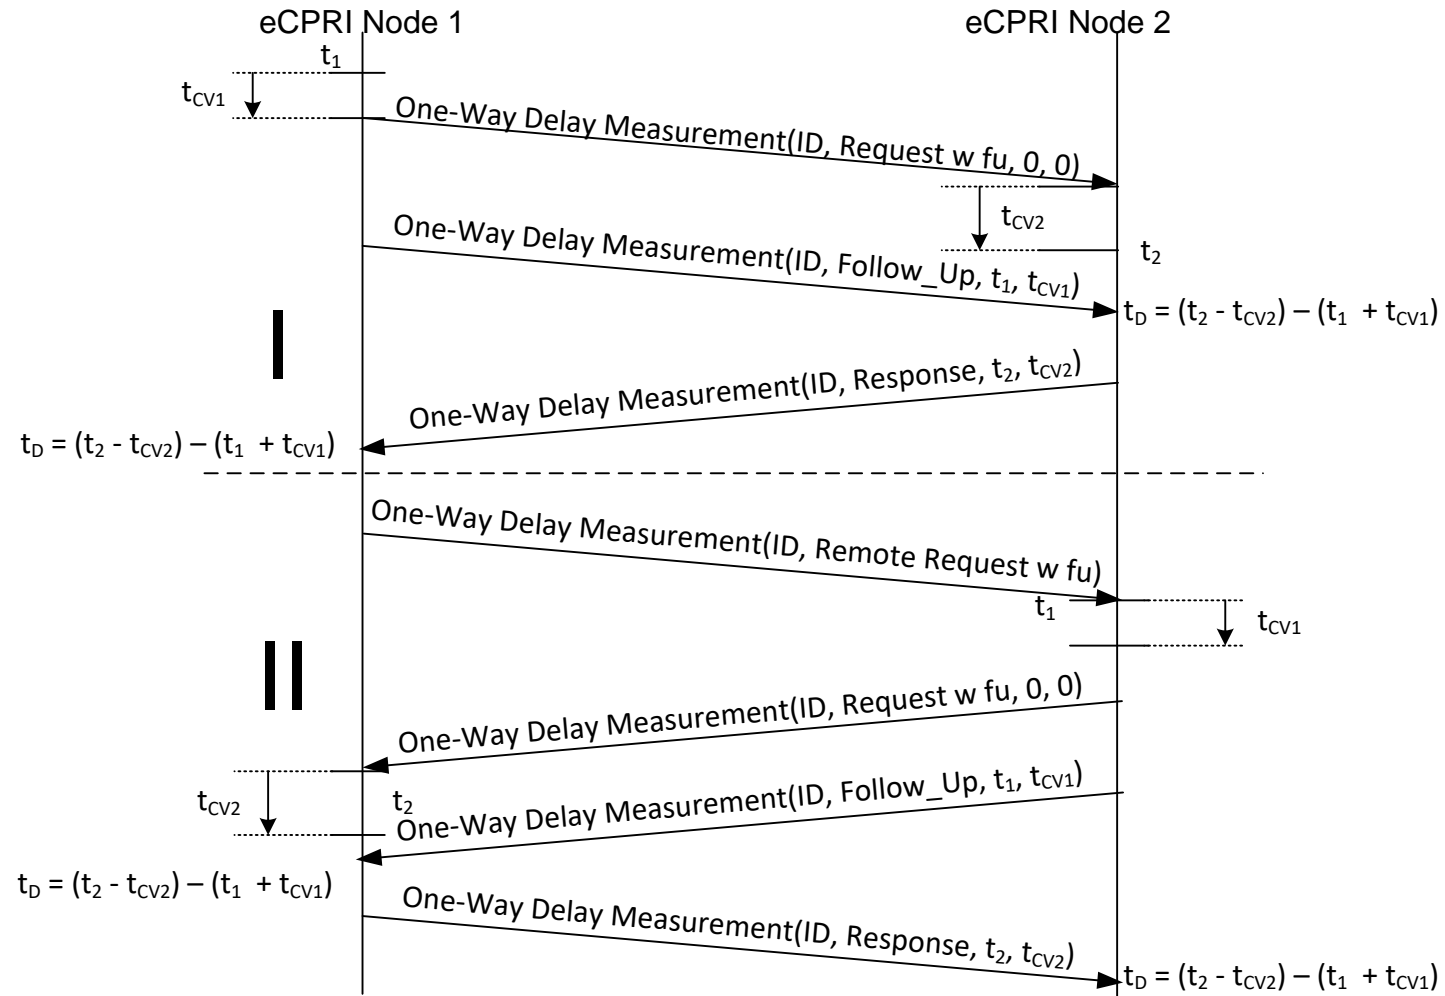 eCPRI Node 1
eCPRI Node 2
t1
tCV1
One-Way Delay Measurement(ID, Request w fu, 0, 0)
tCV2
t2
One-Way Delay Measurement(ID, Follow_Up, t1, tCV1)
tD = (t2 - tCV2) – (t1 + tCV1)
I
One-Way Delay Measurement(ID, Response, t2, tCV2)
tD = (t2 - tCV2) – (t1 + tCV1)
One-Way Delay Measurement(ID, Remote Request w fu)
t1
tCV1
II
One-Way Delay Measurement(ID, Request w fu, 0, 0)
tCV2
t2
One-Way Delay Measurement(ID, Follow_Up, t1, tCV1)
tD = (t2 - tCV2) – (t1 + tCV1)
One-Way Delay Measurement(ID, Response, t2, tCV2)
tD = (t2 - tCV2) – (t1 + tCV1)